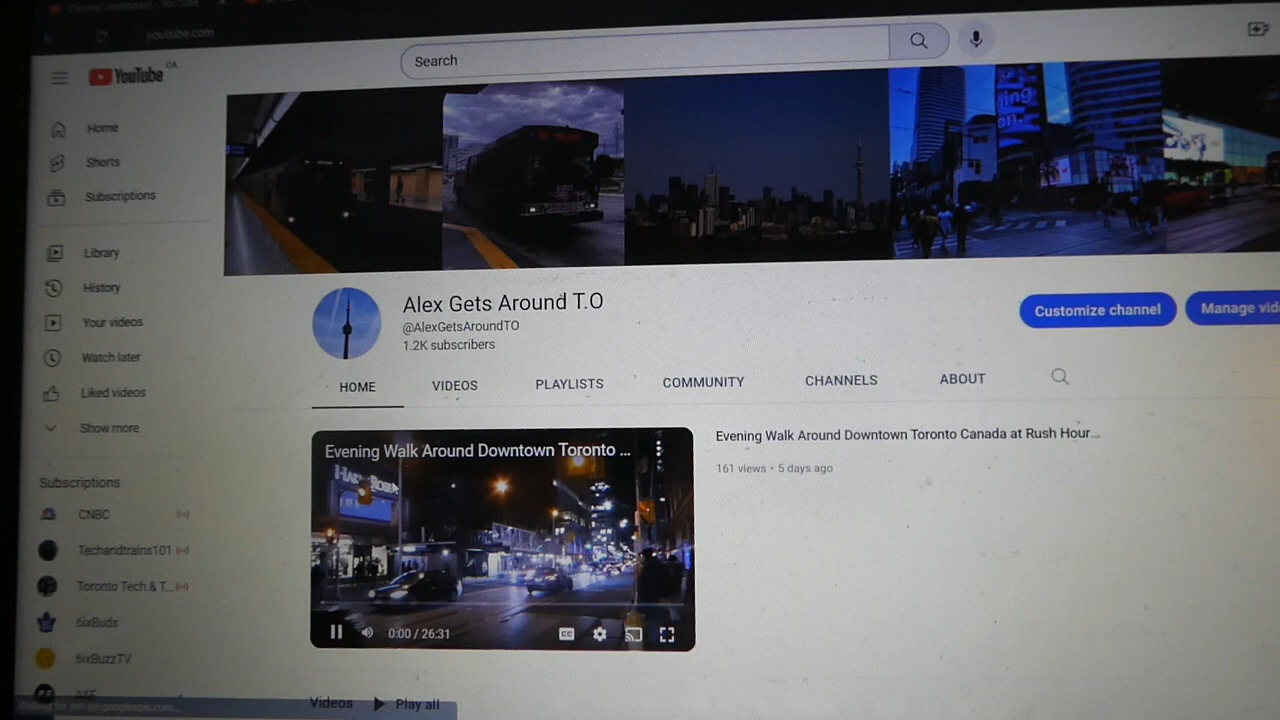 youtube.com
YouTube CA
Search
Home
Shorts
Subscriptions
Library
History
Your videos
Watch later
Liked videos
Show more
Subscriptions
CNBC
Techandtrains101
Toronto Tech & T...
6ixBuds
6ixBuzzTV
A&E
ling
on.
Alex Gets Around T.O
@AlexGetsAroundTO
1.2K subscribers
Customize channel
Manage vid
HOME
VIDEOS
PLAYLISTS
COMMUNITY
CHANNELS
ABOUT
Evening Walk Around Downtown Toronto ...
0:00 / 26:31
CC
Evening Walk Around Downtown Toronto Canada at Rush Hour...
161 views • 5 days ago
Videos
Play all